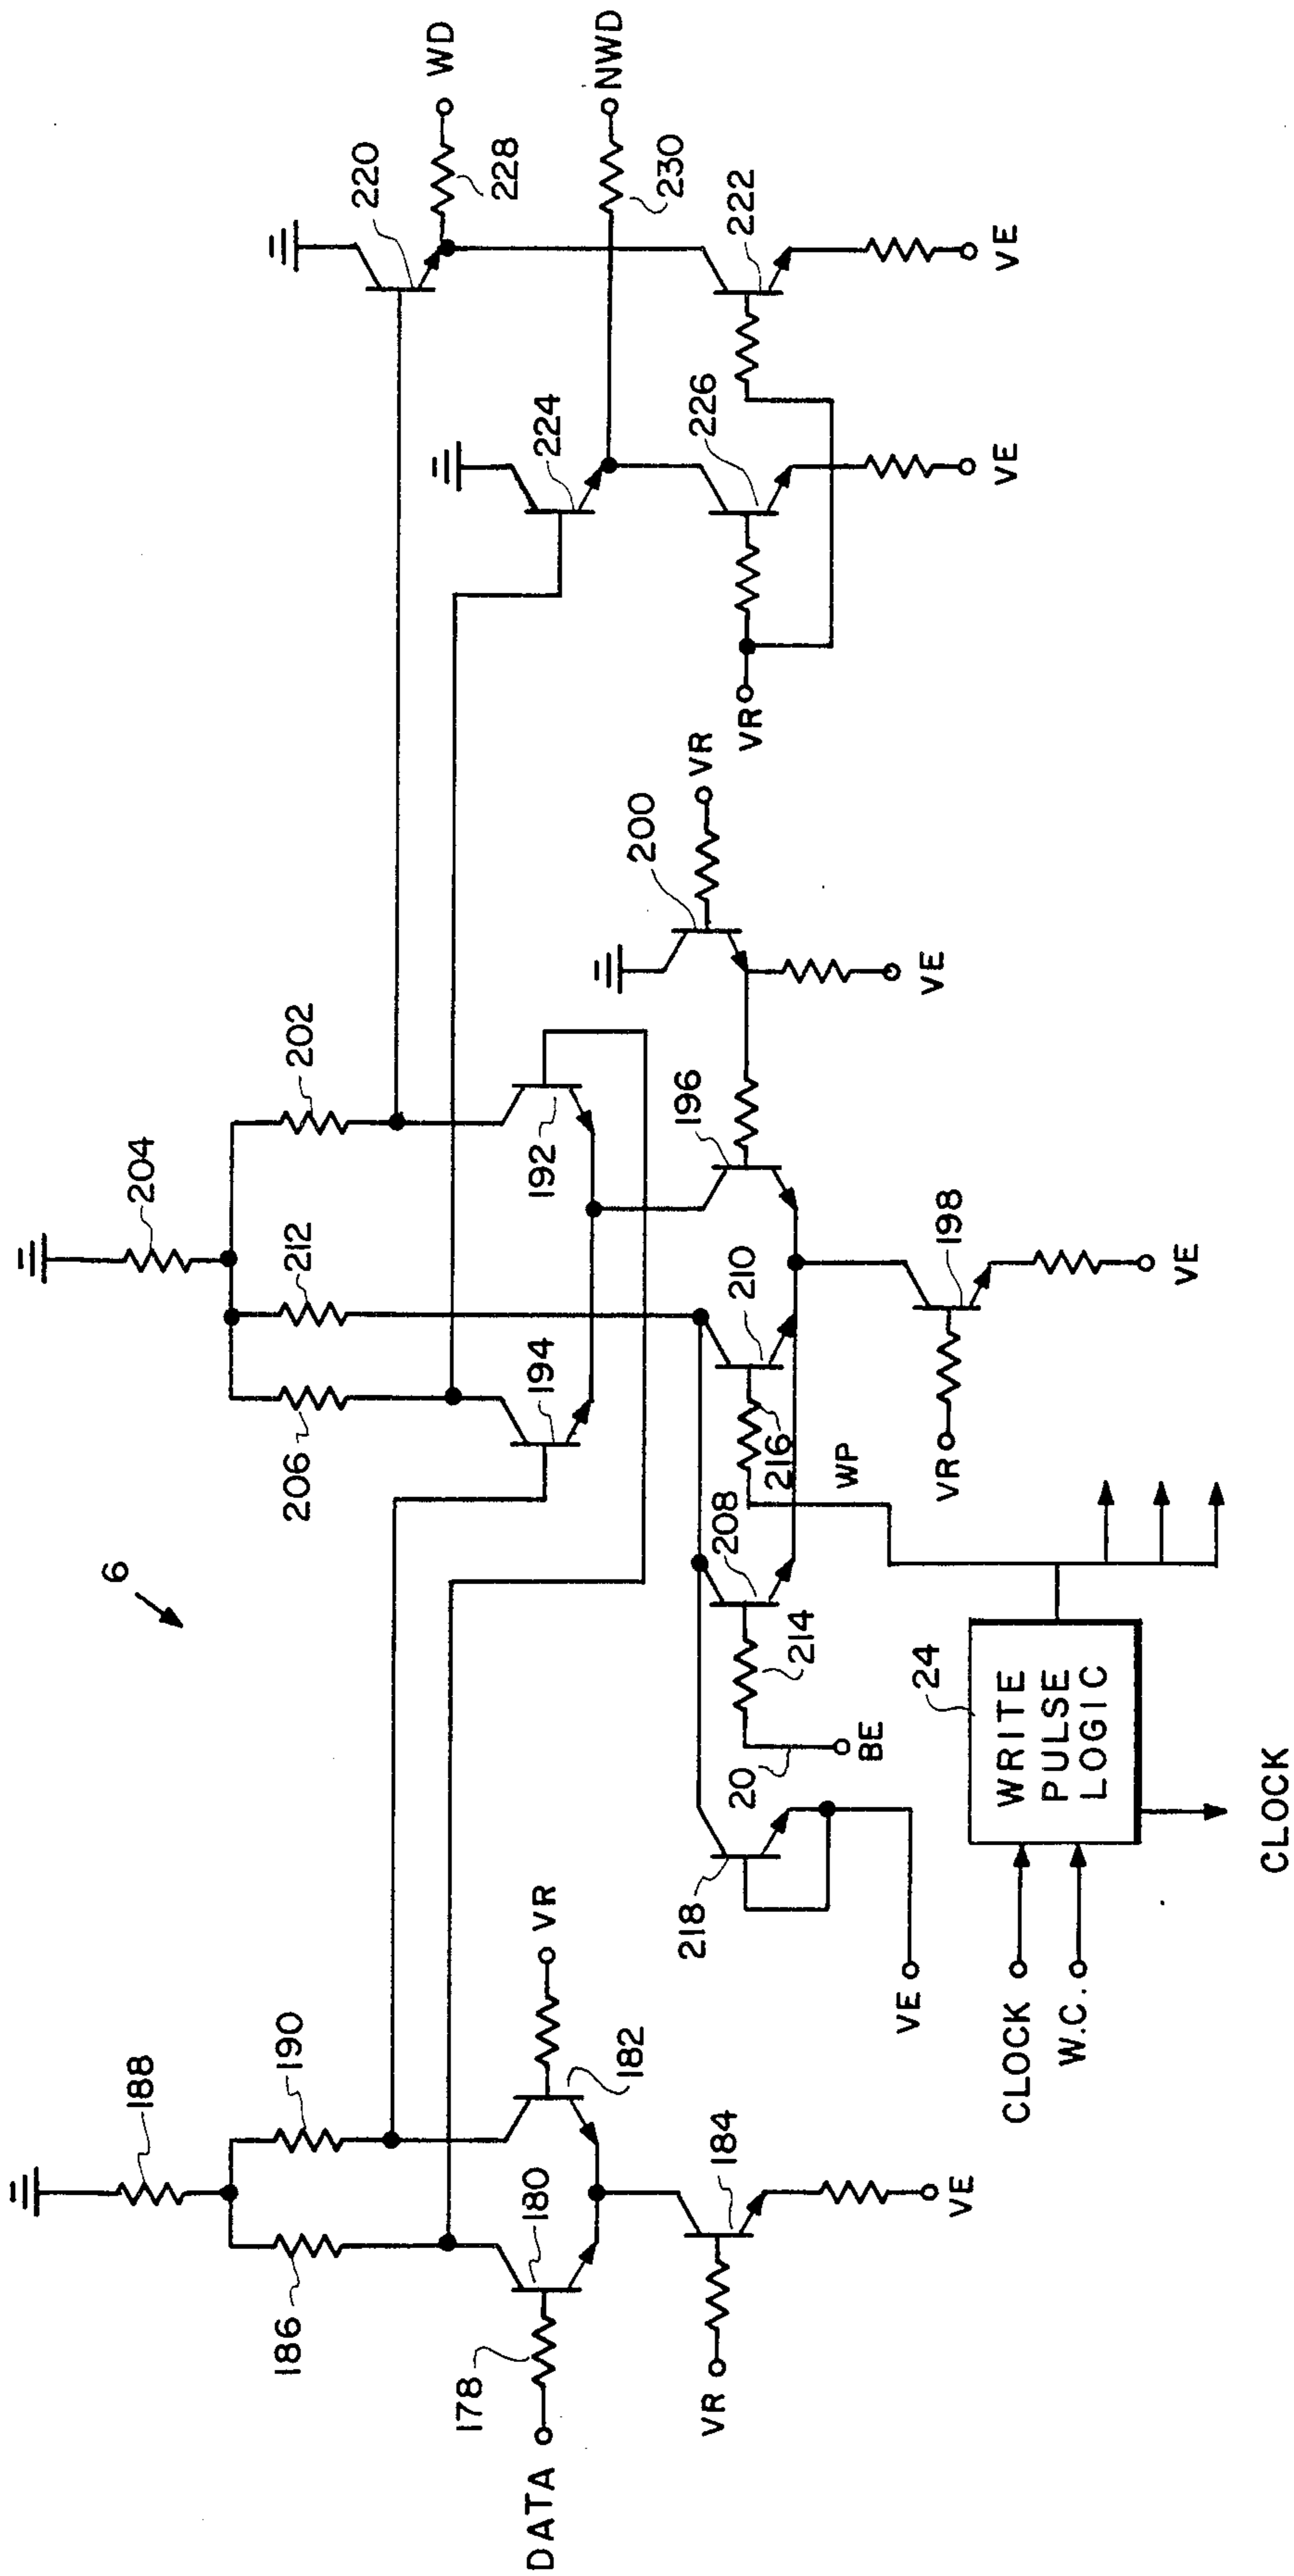 6
188
190
186
178
DATA
180
182
VR
184
VR
VE
204
202
212
206
194
192
196
200
VR
VE
210
216
WP
208
214
20
BE
218
VE
198
VR
VE
24
WRITE
PULSE
LOGIC
CLOCK
W.C.
CLOCK
220
WD
228
NWD
230
224
222
226
VR
VE
VE